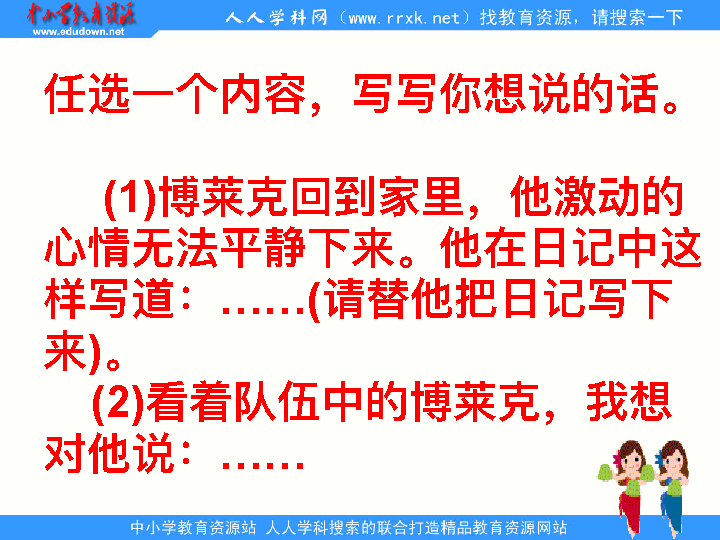 中小学教育资源
www.edudown.net
人人学科网（www.rrxk.net）找教育资源，请搜索一下
任选一个内容，写写你想说的话。
(1)博莱克回到家里，他激动的
心情无法平静下来。他在日记中这
样写道：……(请替他把日记写下
来)。
(2)看着队伍中的博莱克，我想
对他说：……
中小学教育资源站 人人学科搜索的联合打造精品教育资源网站